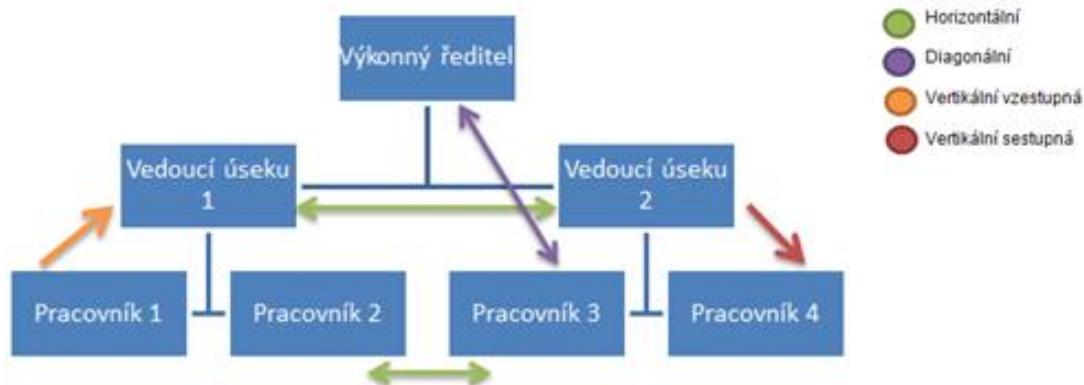 Výkonný ředitel
Vedoucí úseku
1
Vedoucí úseku
2
Pracovník 1
Pracovník 2
Pracovník 3
Pracovník 4
Horizontální
Diagonální
Vertikální vzestupná
Vertikální sestupná